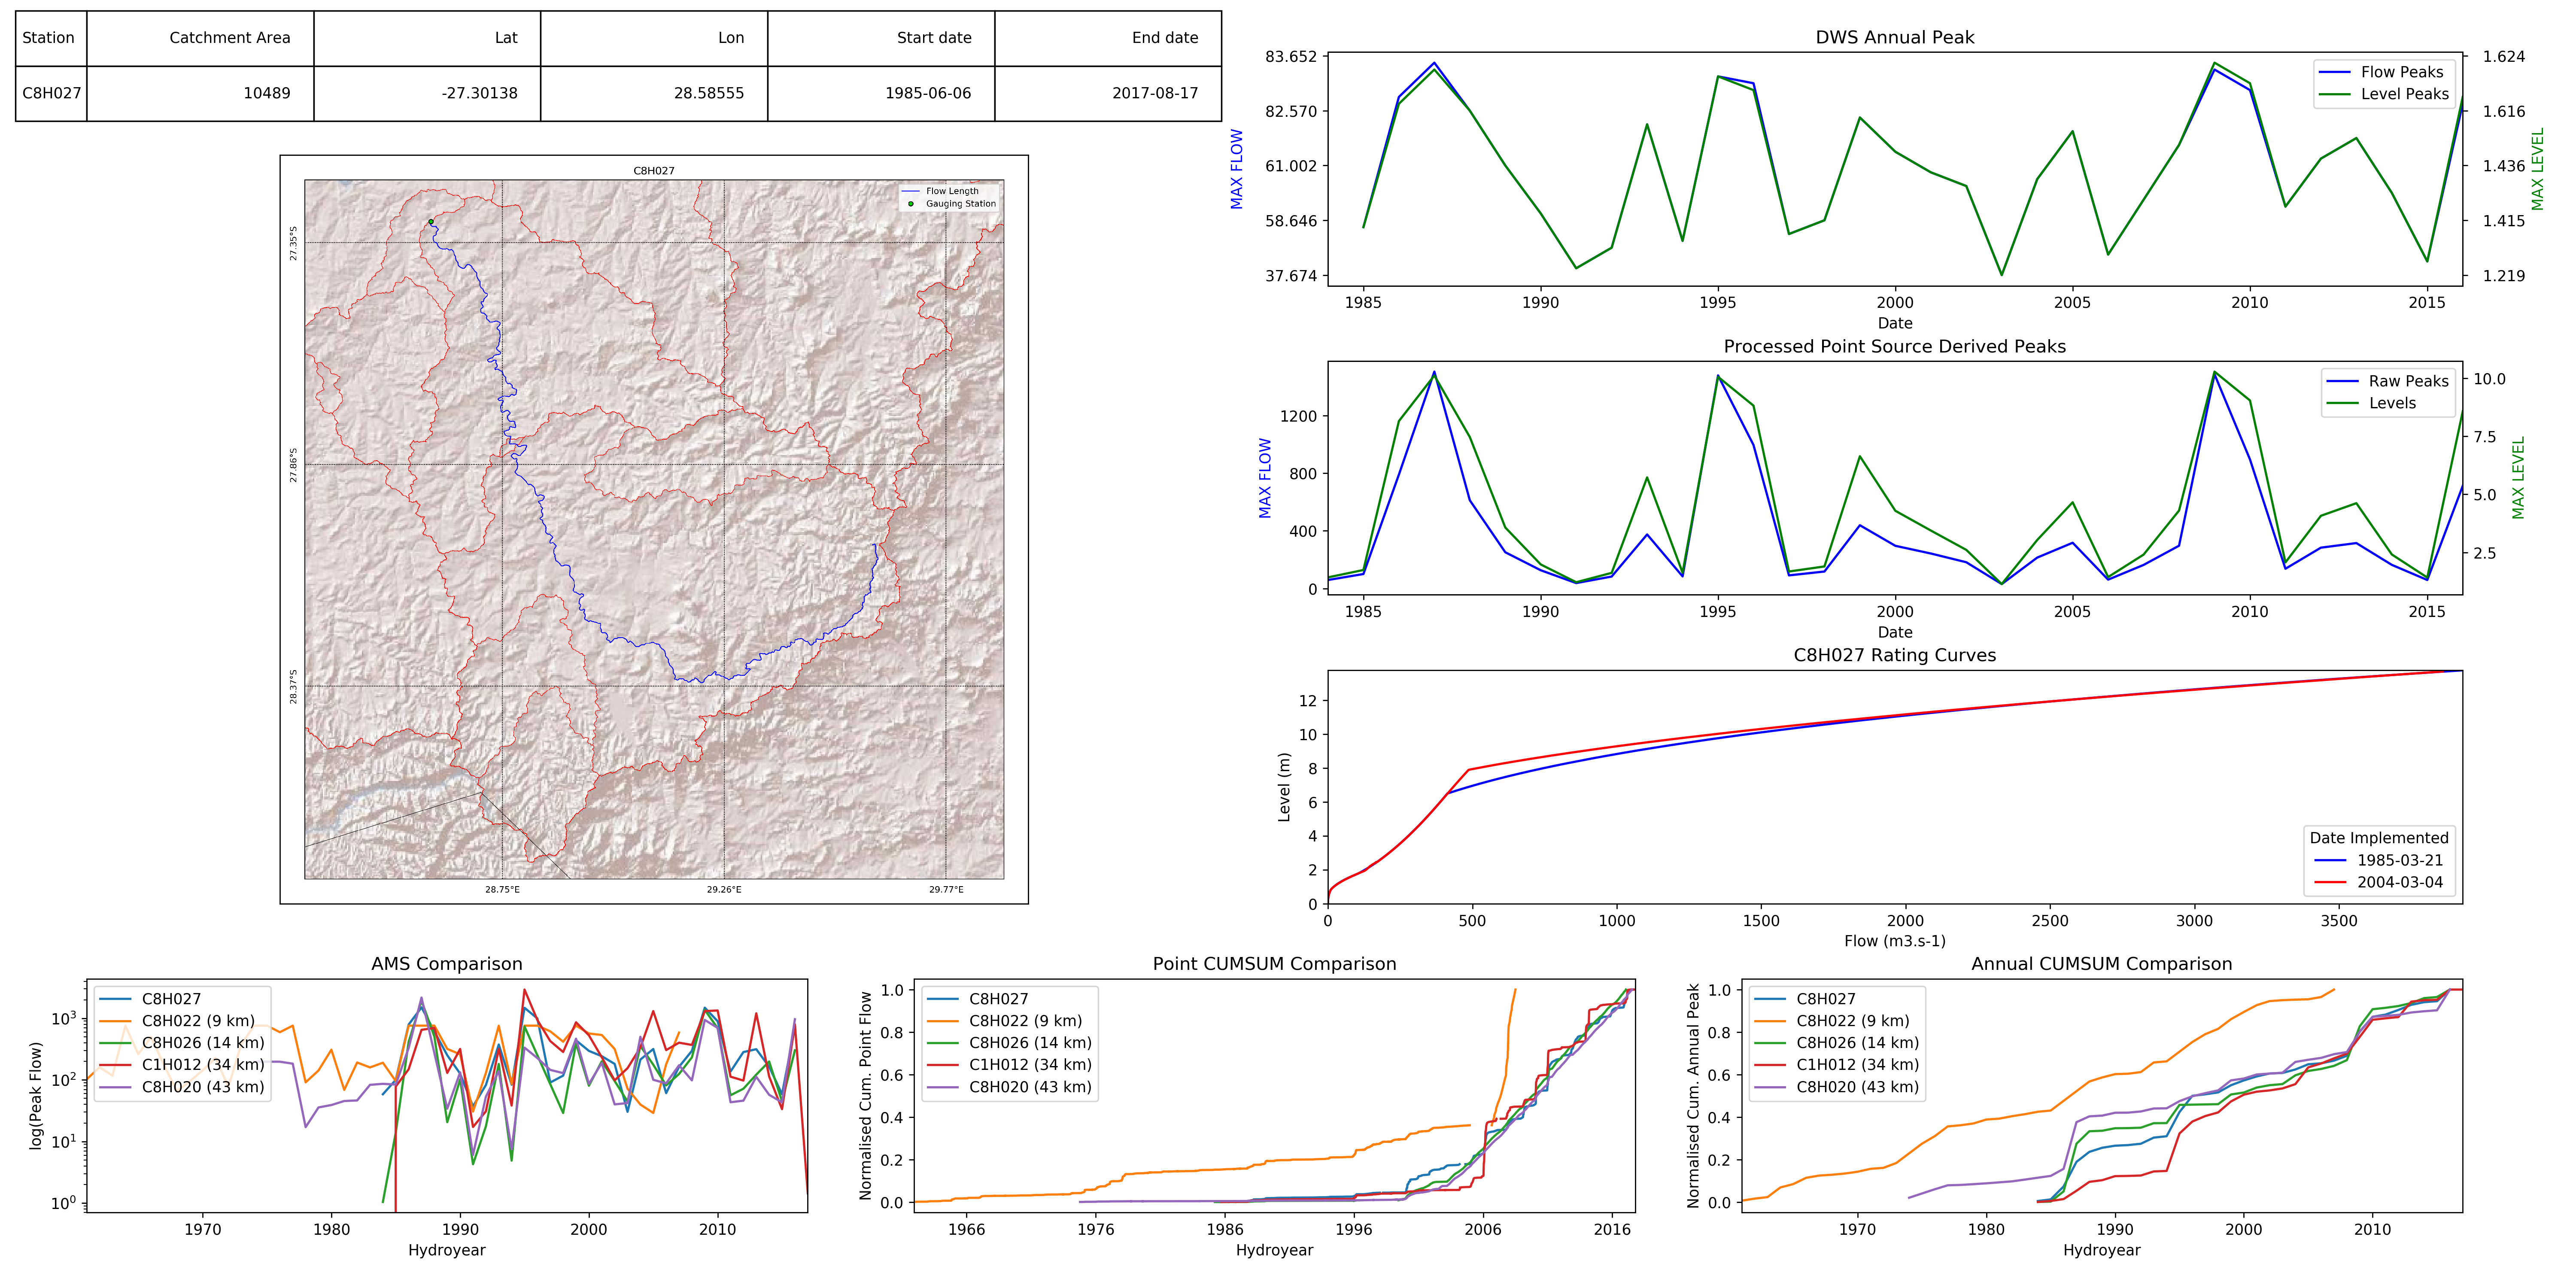 Station Catchment Area Lat Lon Start date End date
C8H027 10489 -27.30138 28.58555 1985-06-06 2017-08-17
C8H027
Flow Length
Gauging Station
27.35°S
27.86°S
28.37°S
28.75°E 29.26°E 29.77°E
DWS Annual Peak
MAX FLOW
83.652
82.570
61.002
58.646
37.674
Flow Peaks
Level Peaks
1.624
1.616
1.436
1.415
1.219
MAX LEVEL
1985 1990 1995 2000 2005 2010 2015
Date
Processed Point Source Derived Peaks
MAX FLOW
1200
800
400
0
Raw Peaks
Levels
10.0
7.5
5.0
2.5
MAX LEVEL
1985 1990 1995 2000 2005 2010 2015
Date
C8H027 Rating Curves
Level (m)
12
10
8
6
4
2
0
Date Implemented
1985-03-21
2004-03-04
0 500 1000 1500 2000 2500 3000 3500
Flow (m3.s-1)
AMS Comparison
log(Peak Flow)
10³
10²
10¹
10⁰
C8H027
C8H022 (9 km)
C8H026 (14 km)
C1H012 (34 km)
C8H020 (43 km)
1970 1980 1990 2000 2010
Hydroyear
Point CUMSUM Comparison
Normalised Cum. Point Flow
1.0
0.8
0.6
0.4
0.2
0.0
C8H027
C8H022 (9 km)
C8H026 (14 km)
C1H012 (34 km)
C8H020 (43 km)
1966 1976 1986 1996 2006 2016
Hydroyear
Annual CUMSUM Comparison
Normalised Cum. Annual Peak
1.0
0.8
0.6
0.4
0.2
0.0
C8H027
C8H022 (9 km)
C8H026 (14 km)
C1H012 (34 km)
C8H020 (43 km)
1970 1980 1990 2000 2010
Hydroyear